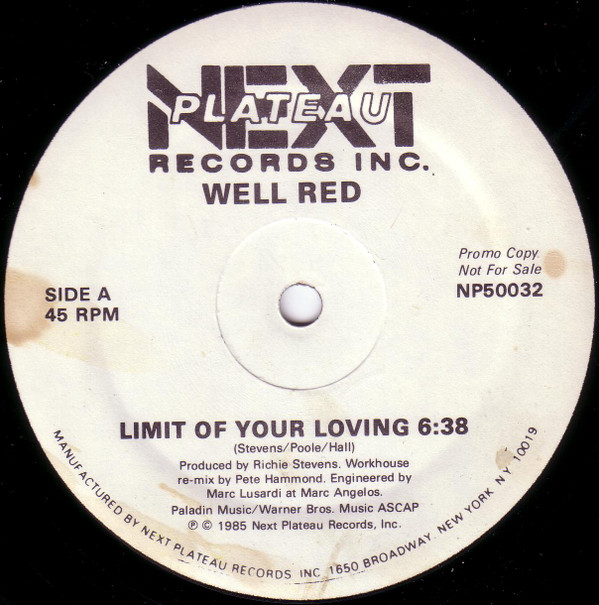 NEXT
PLATEAU
RECORDS INC.
WELL RED
Promo Copy
Not For Sale
NP50032
SIDE A
45 RPM
LIMIT OF YOUR LOVING 6:38
(Stevens/Poole/Hall)
Produced by Richie Stevens. Workhouse
re-mix by Pete Hammond. Engineered by
Marc Lusardi at Marc Angelos.
Paladin Music/Warner Bros. Music ASCAP
℗ © 1985 Next Plateau Records, Inc.
MANUFACTURED BY NEXT PLATEAU RECORDS INC 1650 BROADWAY NEW YORK NY 10019